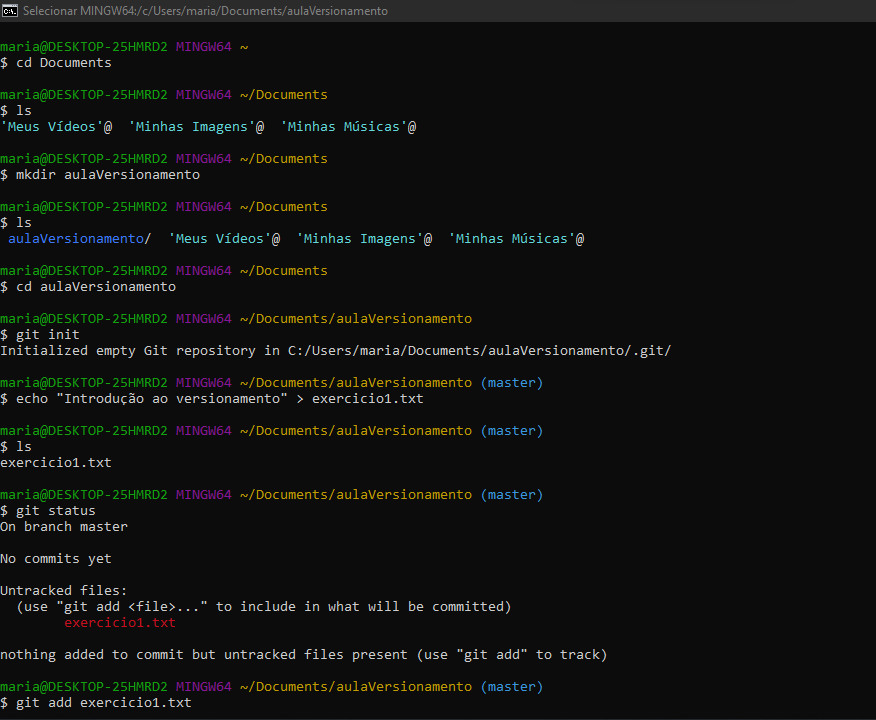 Selecionar MINGW64:/c/Users/maria/Documents/aulaVersionamento
maria@DESKTOP-25HMRD2 MINGW64 ~
$ cd Documents
maria@DESKTOP-25HMRD2 MINGW64 ~/Documents
$ ls
'Meus Vídeos'@  'Minhas Imagens'@  'Minhas Músicas'@
maria@DESKTOP-25HMRD2 MINGW64 ~/Documents
$ mkdir aulaVersionamento
maria@DESKTOP-25HMRD2 MINGW64 ~/Documents
$ ls
 aulaVersionamento/  'Meus Vídeos'@  'Minhas Imagens'@  'Minhas Músicas'@
maria@DESKTOP-25HMRD2 MINGW64 ~/Documents
$ cd aulaVersionamento
maria@DESKTOP-25HMRD2 MINGW64 ~/Documents/aulaVersionamento
$ git init
Initialized empty Git repository in C:/Users/maria/Documents/aulaVersionamento/.git/
maria@DESKTOP-25HMRD2 MINGW64 ~/Documents/aulaVersionamento (master)
$ echo "Introdução ao versionamento" > exercicio1.txt
maria@DESKTOP-25HMRD2 MINGW64 ~/Documents/aulaVersionamento (master)
$ ls
exercicio1.txt
maria@DESKTOP-25HMRD2 MINGW64 ~/Documents/aulaVersionamento (master)
$ git status
On branch master
No commits yet
Untracked files:
  (use "git add <file>..." to include in what will be committed)
        exercicio1.txt
nothing added to commit but untracked files present (use "git add" to track)
maria@DESKTOP-25HMRD2 MINGW64 ~/Documents/aulaVersionamento (master)
$ git add exercicio1.txt